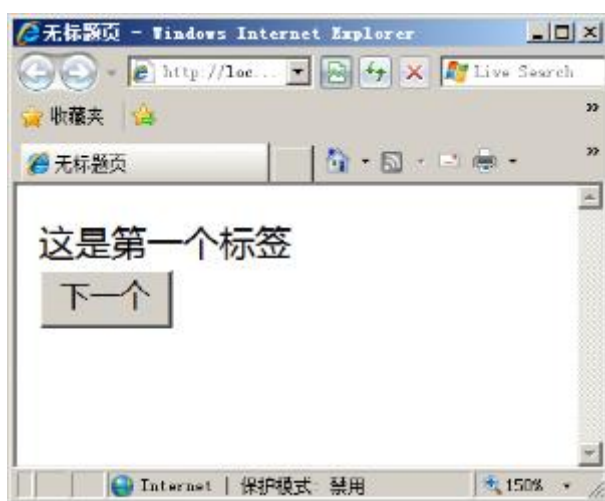 无标题页 - Windows Internet Explorer
http://loc... Live Search
收藏夹
无标题页
这是第一个标签
下一个
Internet | 保护模式: 禁用 150%